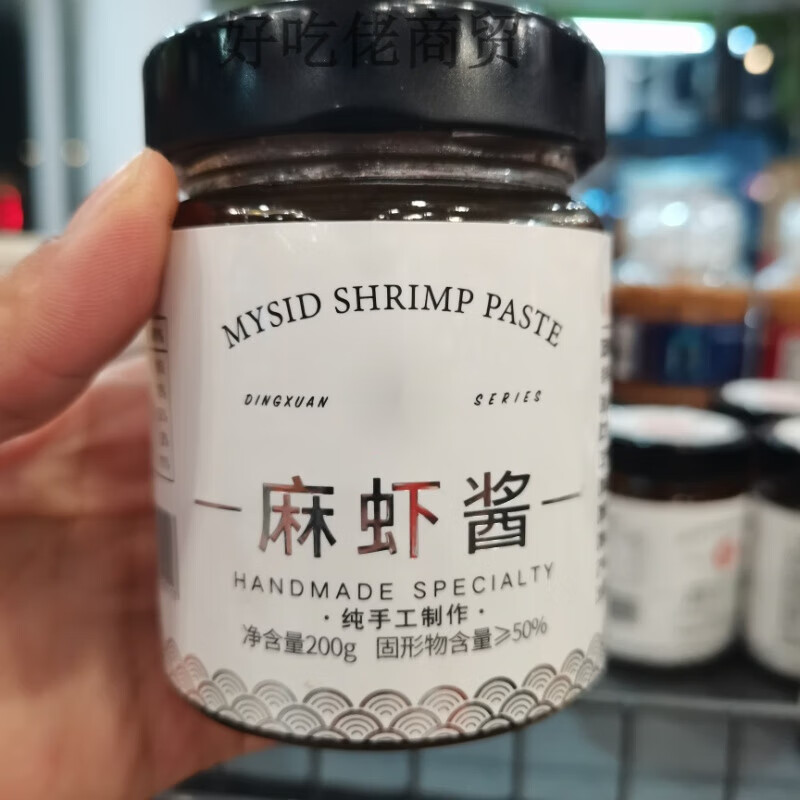 好吃佬商贸
MYSID SHRIMP PASTE
DINGXUAN SERIES
麻虾酱
HANDMADE SPECIALTY
·纯手工制作·
净含量200g 固形物含量≥50%